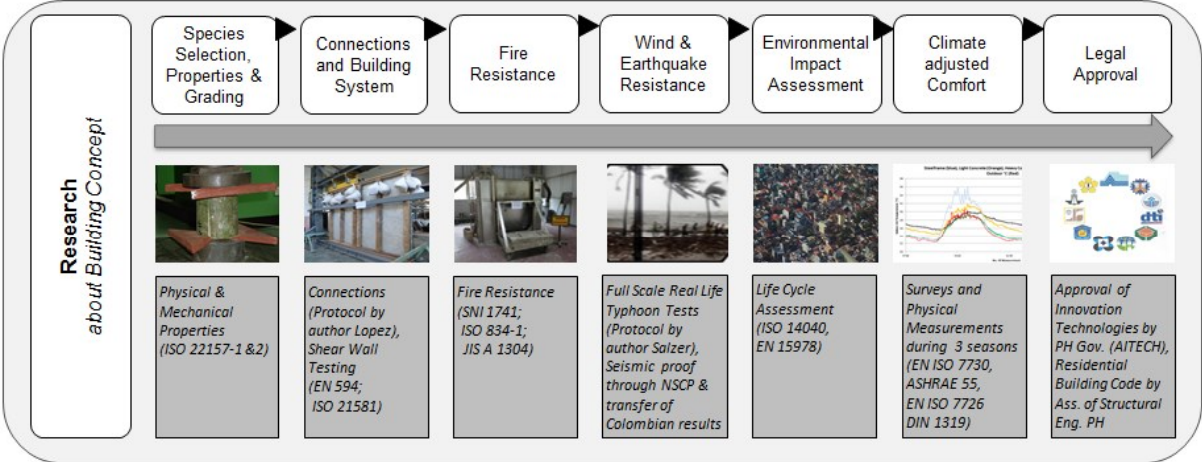 Research
about Building Concept
Species
Selection,
Properties &
Grading
Connections
and Building
System
Fire
Resistance
Wind &
Earthquake
Resistance
Environmental
Impact
Assessment
Climate
adjusted
Comfort
Legal
Approval
dti
Physical &
Mechanical
Properties
(ISO 22157-1 &2)
Connections
(Protocol by
author Lopez),
Shear Wall
Testing
(EN 594;
ISO 21581)
Fire Resistance
(SNI 1741;
ISO 834-1;
JIS A 1304)
Full Scale Real Life
Typhoon Tests
(Protocol by
author Salzer),
Seismic proof
through NSCP &
transfer of
Colombian results
Life Cycle
Assessment
(ISO 14040,
EN 15978)
Surveys and
Physical
Measurements
during 3 seasons
(EN ISO 7730,
ASHRAE 55,
EN ISO 7726
DIN 1319)
Approval of
Innovation
Technologies by
PH Gov. (AITECH),
Residential
Building Code by
Ass. of Structural
Eng. PH